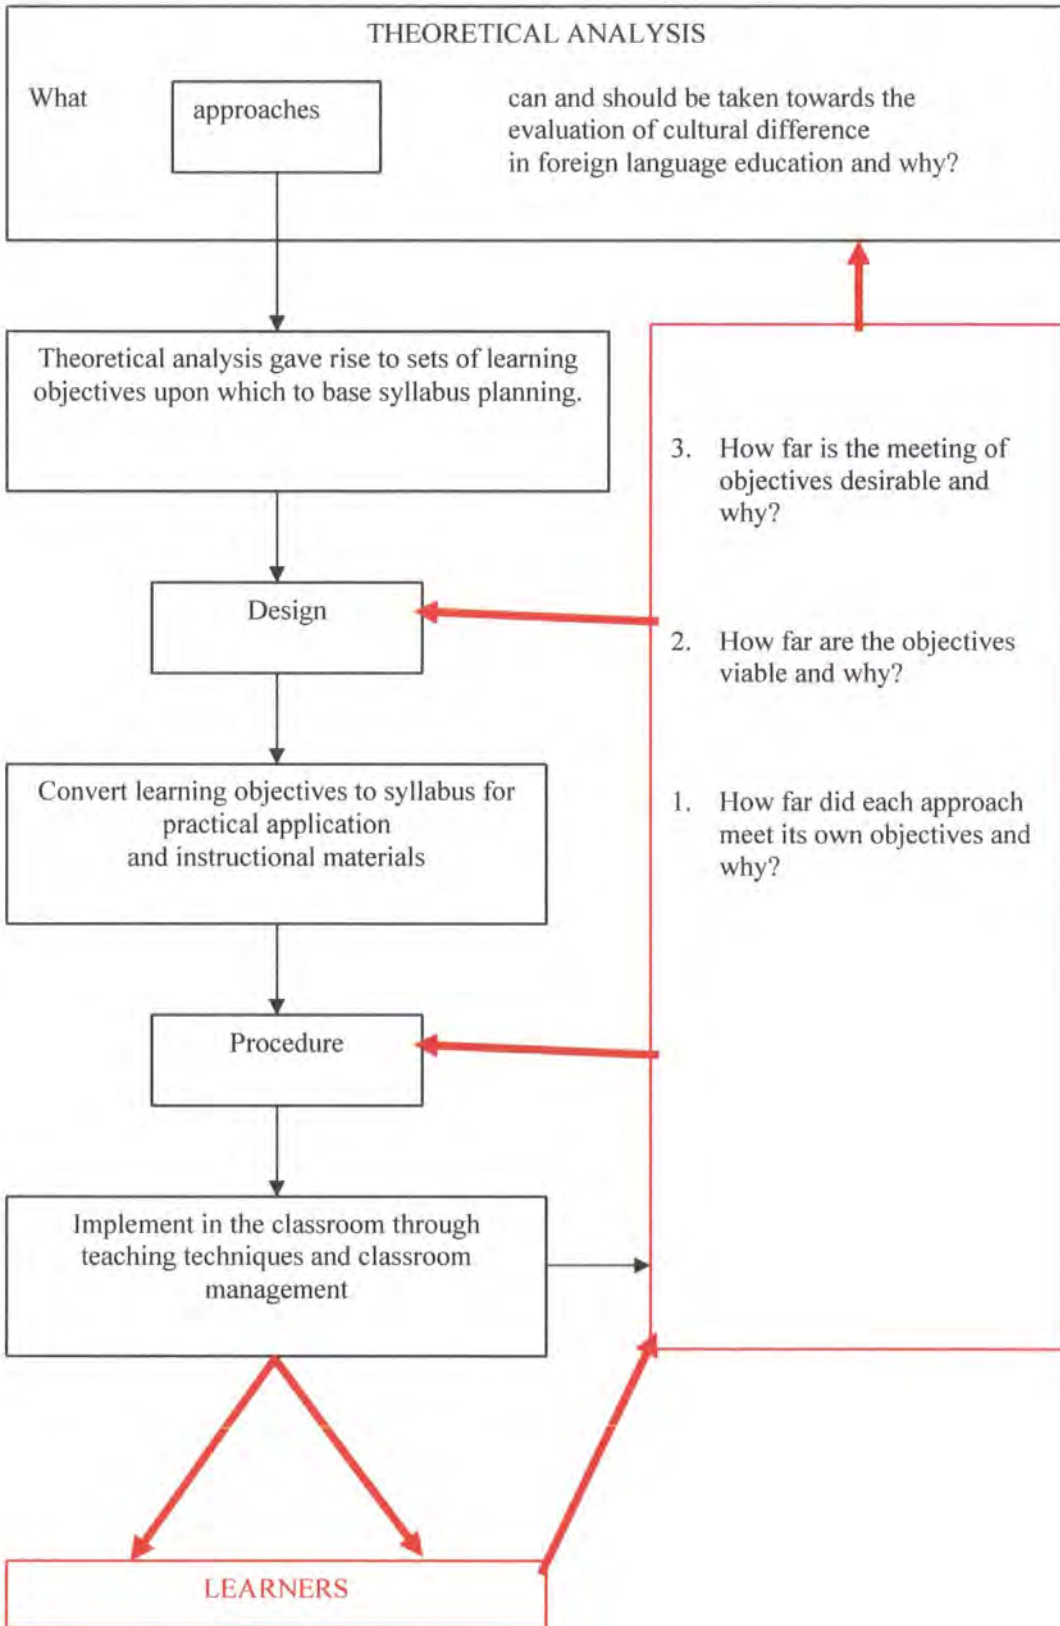 THEORETICAL ANALYSIS
What
approaches
can and should be taken towards the
evaluation of cultural difference
in foreign language education and why?
Theoretical analysis gave rise to sets of learning
objectives upon which to base syllabus planning.
Design
Convert learning objectives to syllabus for
practical application
and instructional materials
Procedure
Implement in the classroom through
teaching techniques and classroom
management
3. How far is the meeting of
objectives desirable and
why?
2. How far are the objectives
viable and why?
1. How far did each approach
meet its own objectives and
why?
LEARNERS